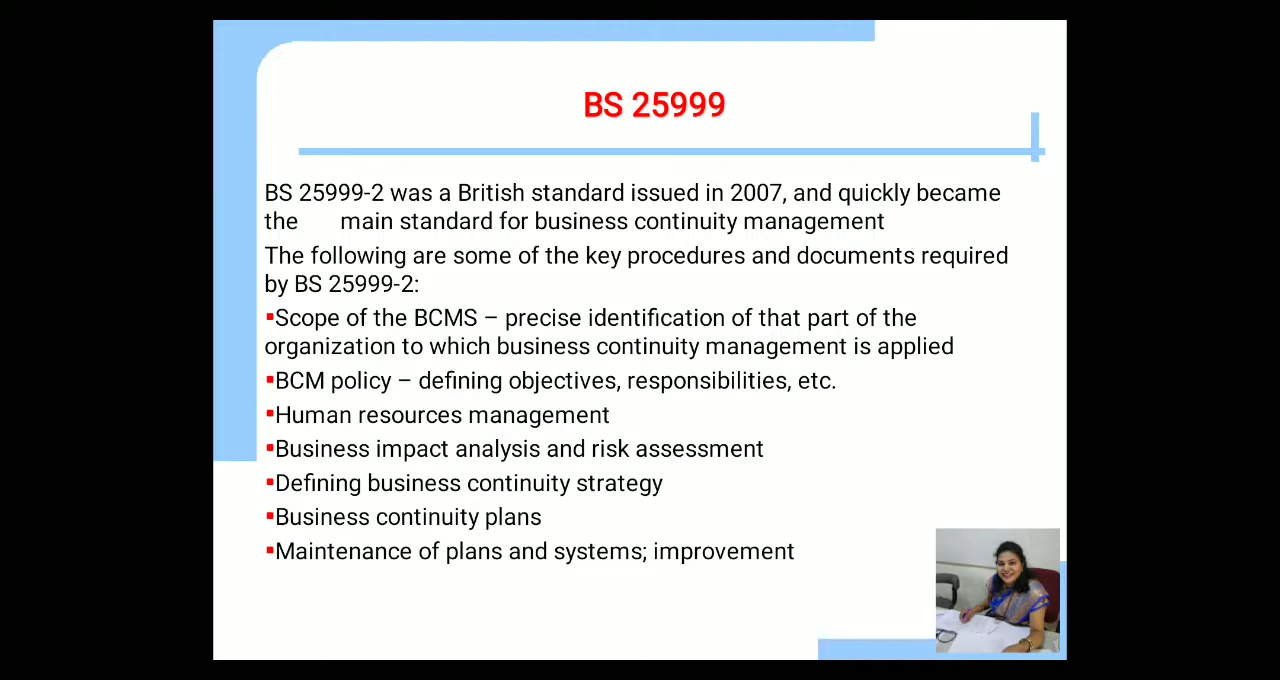 BS 25999
BS 25999-2 was a British standard issued in 2007, and quickly became
the main standard for business continuity management
The following are some of the key procedures and documents required
by BS 25999-2:
▪Scope of the BCMS – precise identification of that part of the
organization to which business continuity management is applied
▪BCM policy – defining objectives, responsibilities, etc.
▪Human resources management
▪Business impact analysis and risk assessment
▪Defining business continuity strategy
▪Business continuity plans
▪Maintenance of plans and systems; improvement